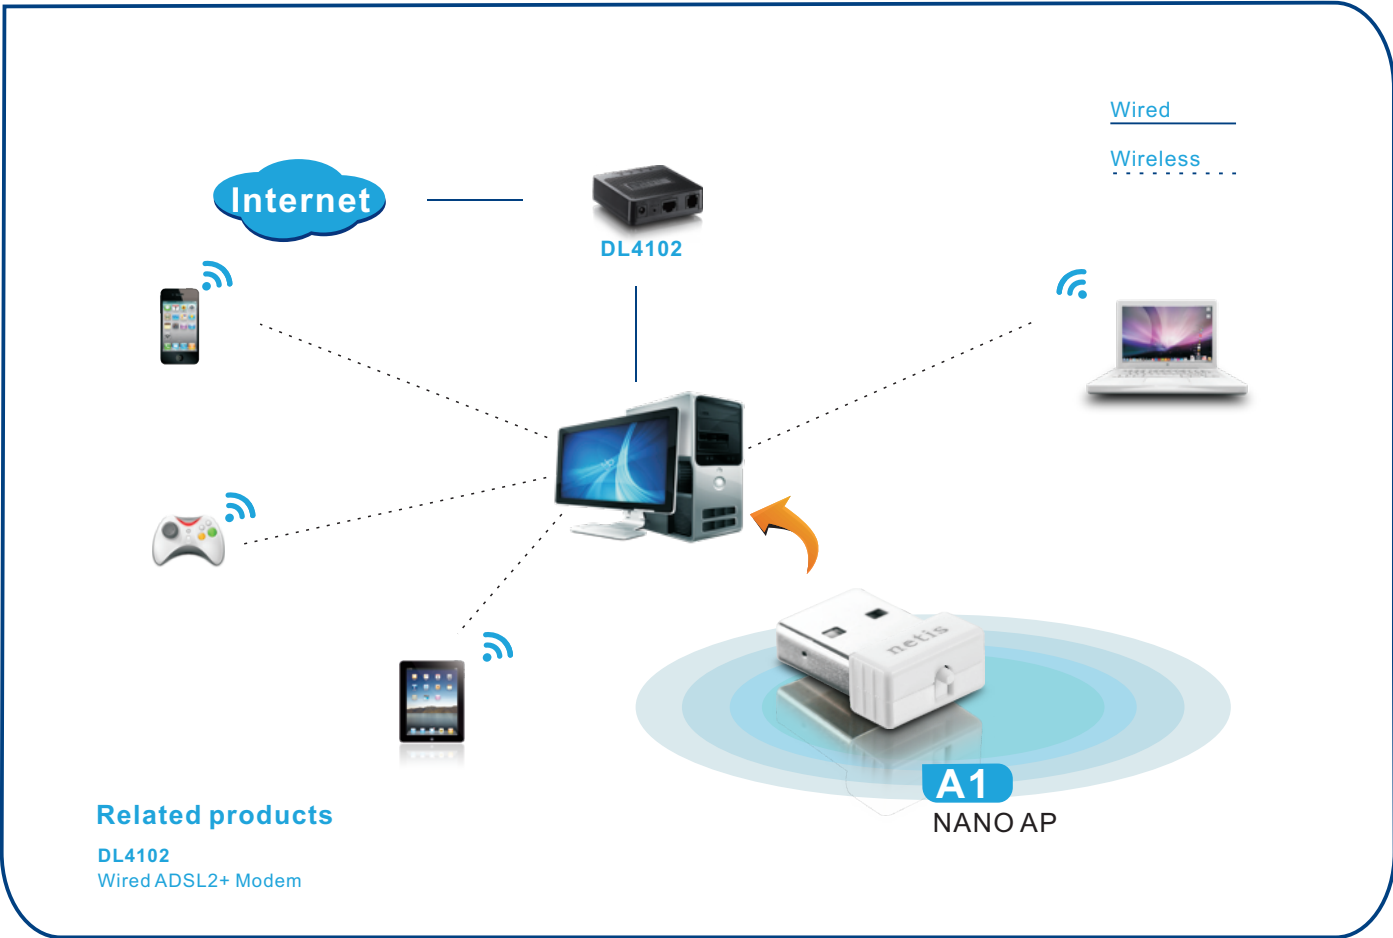 Wired
Wireless
Internet
DL4102
netis
A1
NANO AP
Related products
DL4102
Wired ADSL2+ Modem